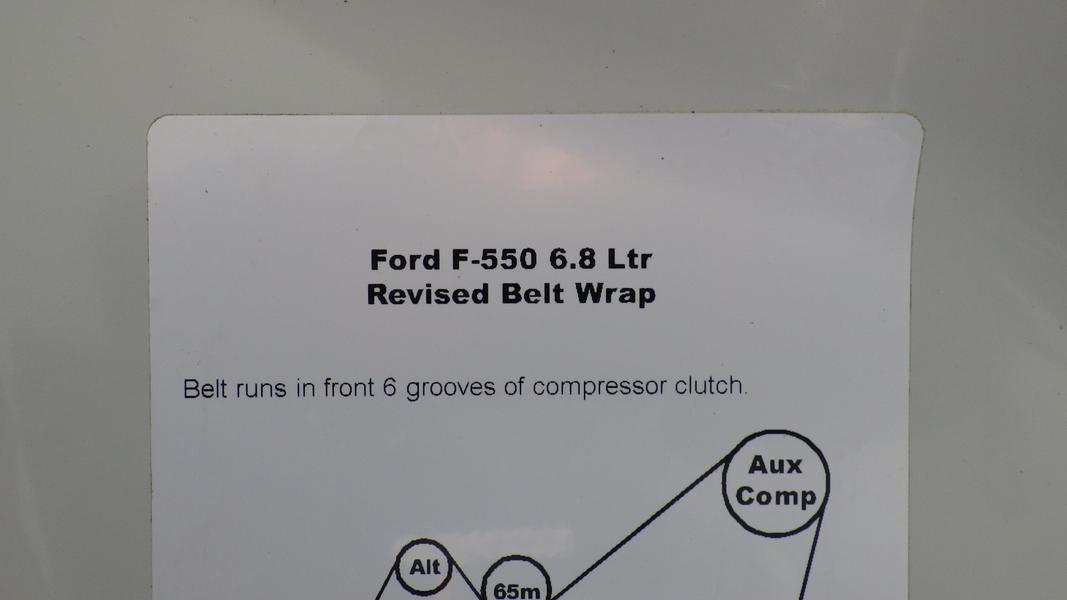 Ford F-550 6.8 Ltr
Revised Belt Wrap
Belt runs in front 6 grooves of compressor clutch.
Aux
Comp
Alt
65m